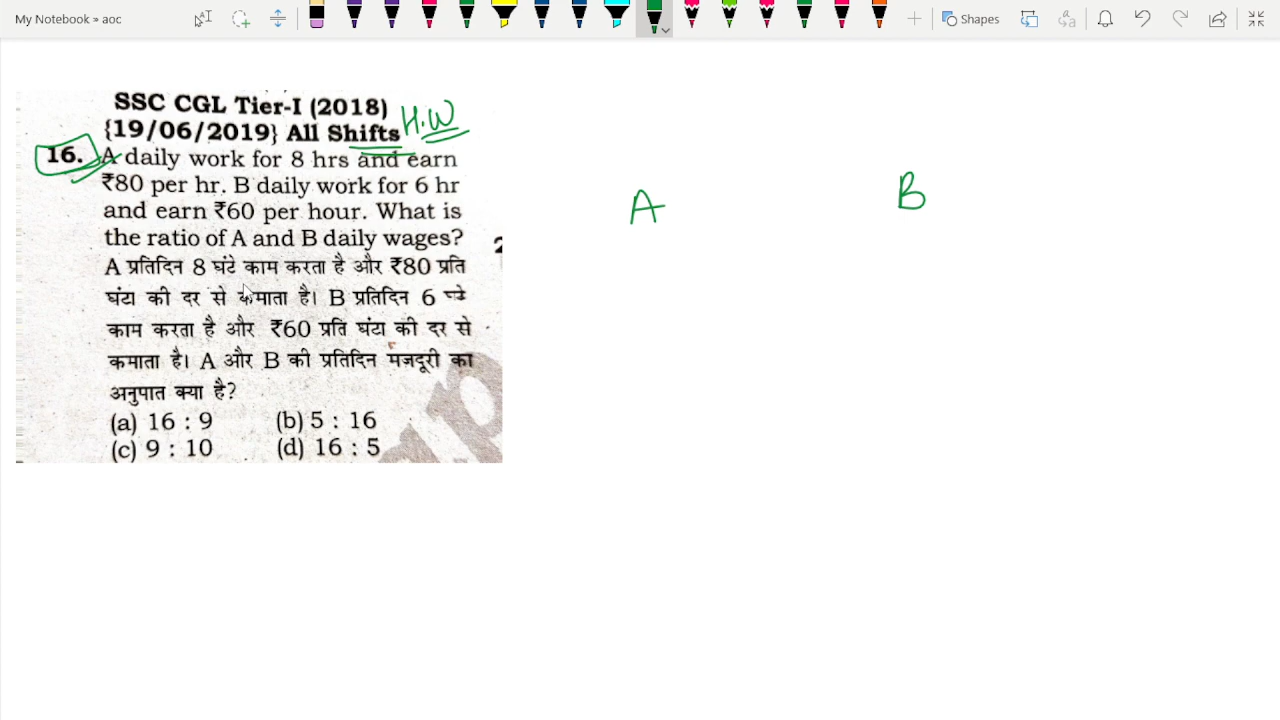 My Notebook » aoc
Shapes
SSC CGL Tier-I (2018)
{19/06/2019} All Shifts H.W
16. A daily work for 8 hrs and earn
₹80 per hr. B daily work for 6 hr
and earn ₹60 per hour. What is
the ratio of A and B daily wages?
A प्रतिदिन 8 घंटे काम करता है और ₹80 प्रति
घंटा की दर से कमाता है। B प्रतिदिन 6 घंटे
काम करता है और ₹60 प्रति घंटा की दर से
कमाता है। A और B की प्रतिदिन मजदूरी का
अनुपात क्या है?
(a) 16 : 9 (b) 5 : 16
(c) 9 : 10 (d) 16 : 5
A B